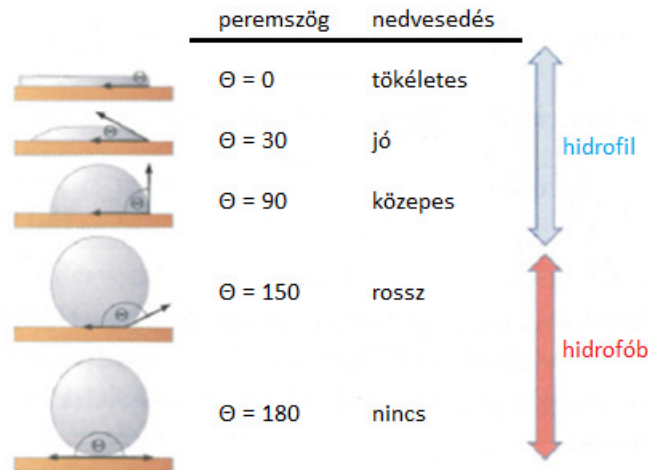 peremszög nedvesedés
Θ
Θ = 0 tökéletes
Θ
Θ = 30 jó
hidrofil
Θ
Θ = 90 közepes
Θ
Θ = 150 rossz
hidrofób
Θ = 180 nincs
Θ